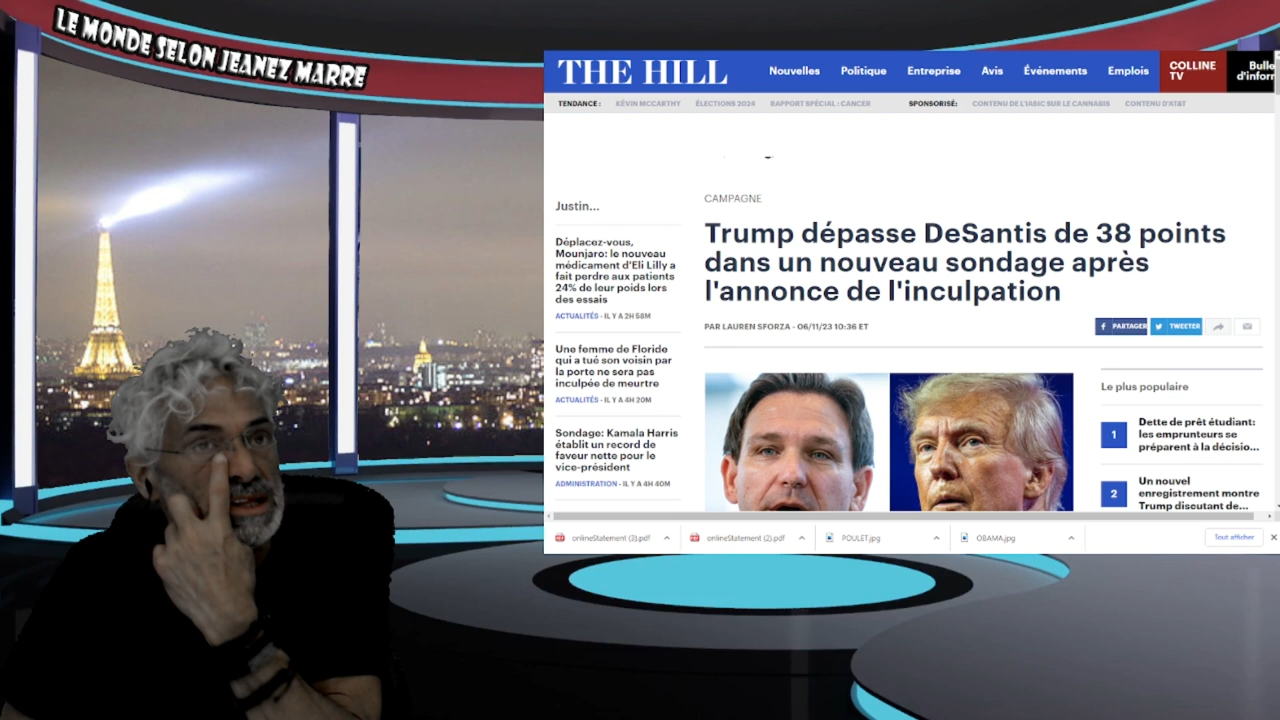 LE MONDE SELON JEANEZ MARRE
THE HILL
Nouvelles Politique Entreprise Avis Événements Emplois
COLLINE
TV
Bulle
d'inform
TENDANCE : KÉVIN MCCARTHY ÉLECTIONS 2024 RAPPORT SPÉCIAL : CANCER SPONSORISÉ: CONTENU DE L'IASIC SUR LE CANNABIS CONTENU D'AT&T
Justin...
Déplacez-vous,
Mounjaro: le nouveau
médicament d'Eli Lilly a
fait perdre aux patients
24% de leur poids lors
des essais
ACTUALITÉS - IL Y A 2H 58M
Une femme de Floride
qui a tué son voisin par
la porte ne sera pas
inculpée de meurtre
ACTUALITÉS - IL Y A 4H 20M
Sondage: Kamala Harris
établit un record de
faveur nette pour le
vice-président
ADMINISTRATION - IL Y A 4H 40M
CAMPAGNE
Trump dépasse DeSantis de 38 points
dans un nouveau sondage après
l'annonce de l'inculpation
PAR LAUREN SFORZA - 06/11/23 10:36 ET
PARTAGER TWEETER
Le plus populaire
1
Dette de prêt étudiant:
les emprunteurs se
préparent à la décisio...
2
Un nouvel
enregistrement montre
Trump discutant de...
onlineStatement (3).pdf onlineStatement (2).pdf POULET.jpg OBAMA.jpg Tout afficher